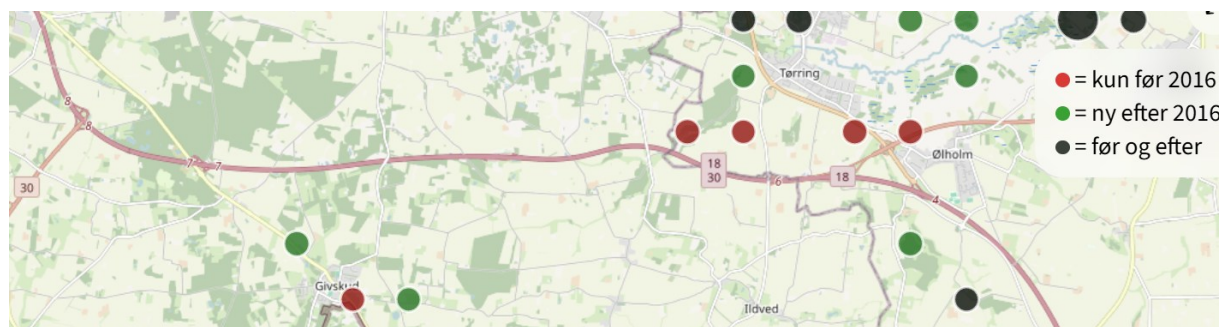 Tørring
= kun før 2016
= ny efter 2016
= før og efter
8
8
7
7
18
30
6
18
4
Ølholm
30
Givskud
Ildved